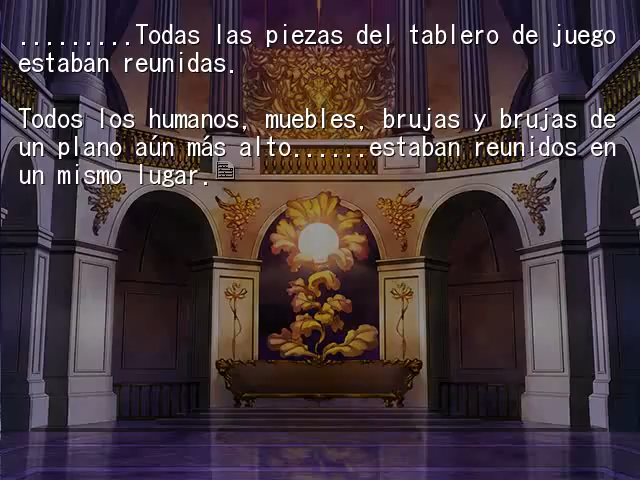 .........Todas las piezas del tablero de juego
estaban reunidas.
Todos los humanos, muebles, brujas y brujas de
un plano aún más alto......estaban reunidos en
un mismo lugar.